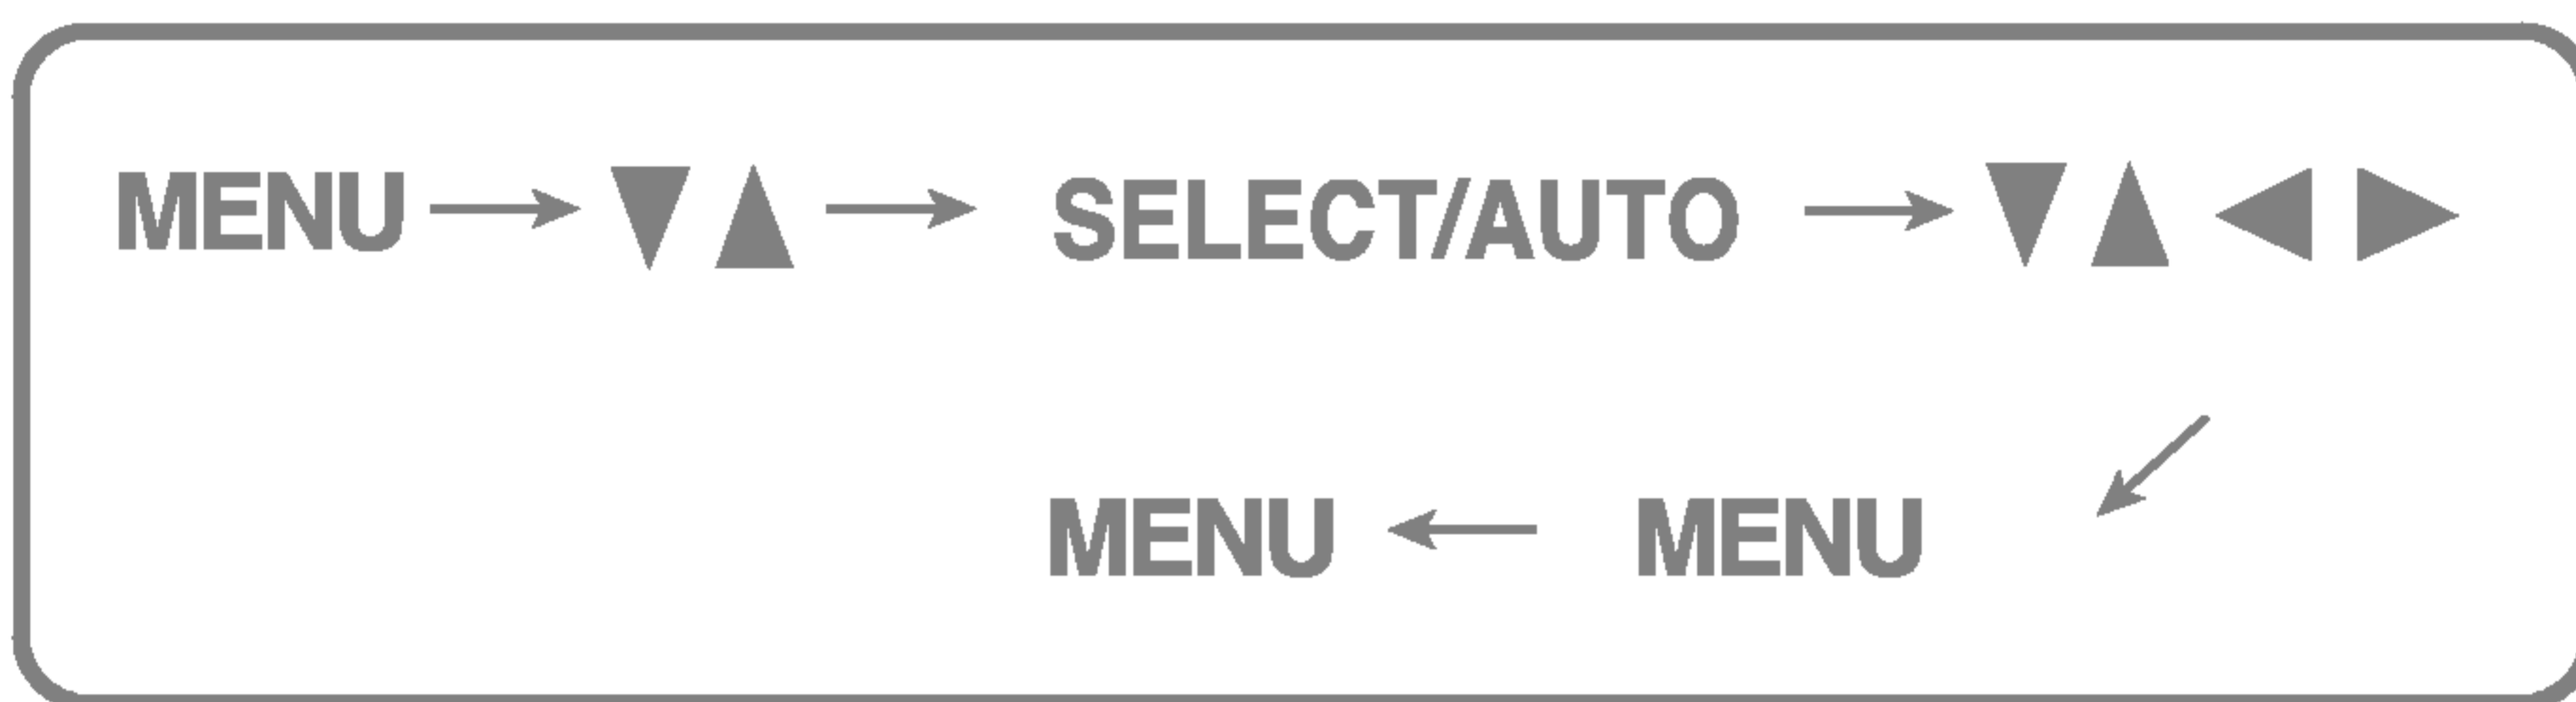 MENU → ▼ ▲ → SELECT/AUTO → ▼ ▲ ◀ ▶
MENU ← MENU